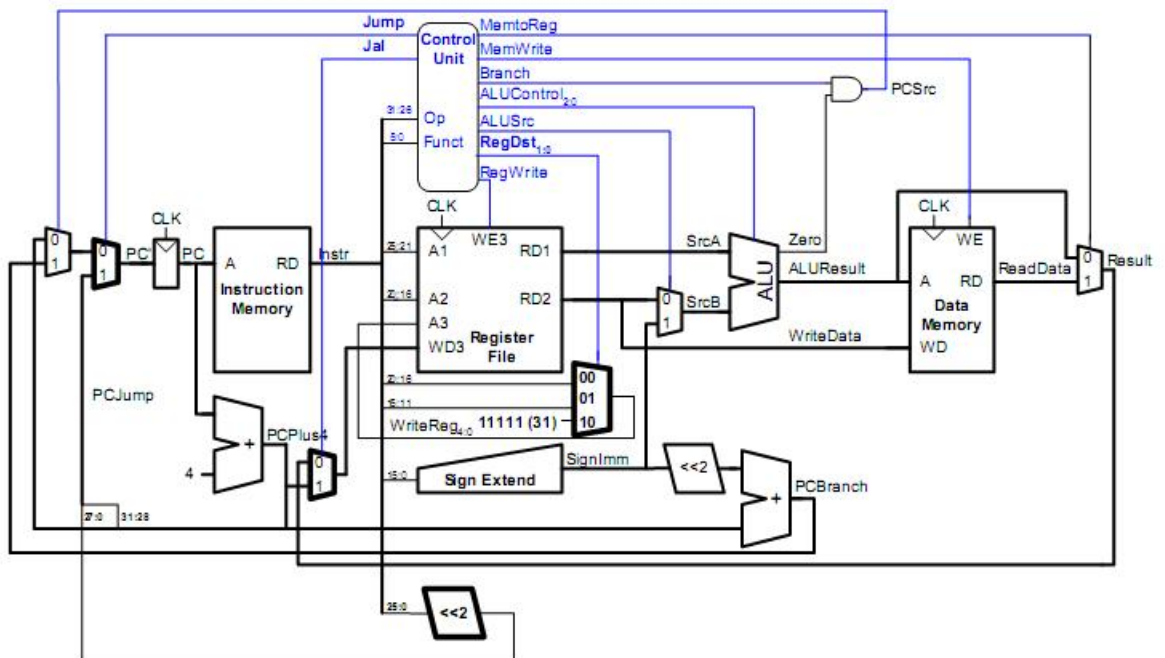 Jump
Jal
Control
Unit
MemtoReg
MemWrite
Branch
ALUControl2:0
ALUSrc
RegDst1:0
RegWrite
PCSrc
31:26
Op
5:0
Funct
CLK
CLK
CLK
0
1
0
1
PC'
PC
A
RD
Instruction
Memory
Instr
25:21
A1
WE3
RD1
SrcA
Zero
WE
0
1
Result
ALU
ALUResult
A
RD
ReadData
20:16
A2
RD2
0
1
SrcB
Data
Memory
A3
WD3
Register
File
WriteData
WD
20:16
00
15:11
01
PCJump
WriteReg4:0
11111 (31)
10
+
PCPlus4
4
0
1
15:0
Sign Extend
SignImm
<<2
+
PCBranch
27:0
31:28
25:0
<<2